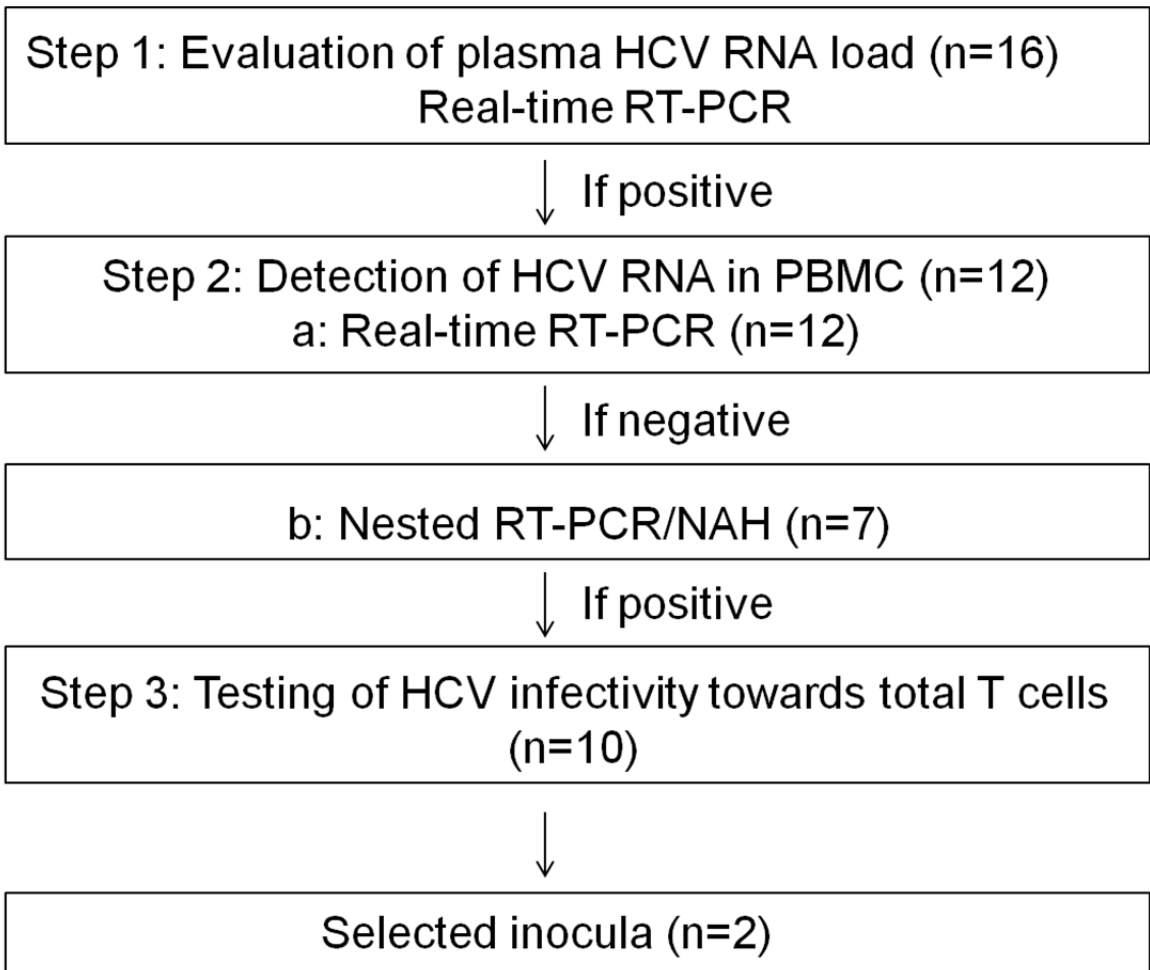 Step 1: Evaluation of plasma HCV RNA load (n=16)
Real-time RT-PCR
If positive
Step 2: Detection of HCV RNA in PBMC (n=12)
a: Real-time RT-PCR (n=12)
If negative
b: Nested RT-PCR/NAH (n=7)
If positive
Step 3: Testing of HCV infectivity towards total T cells
(n=10)
Selected inocula (n=2)